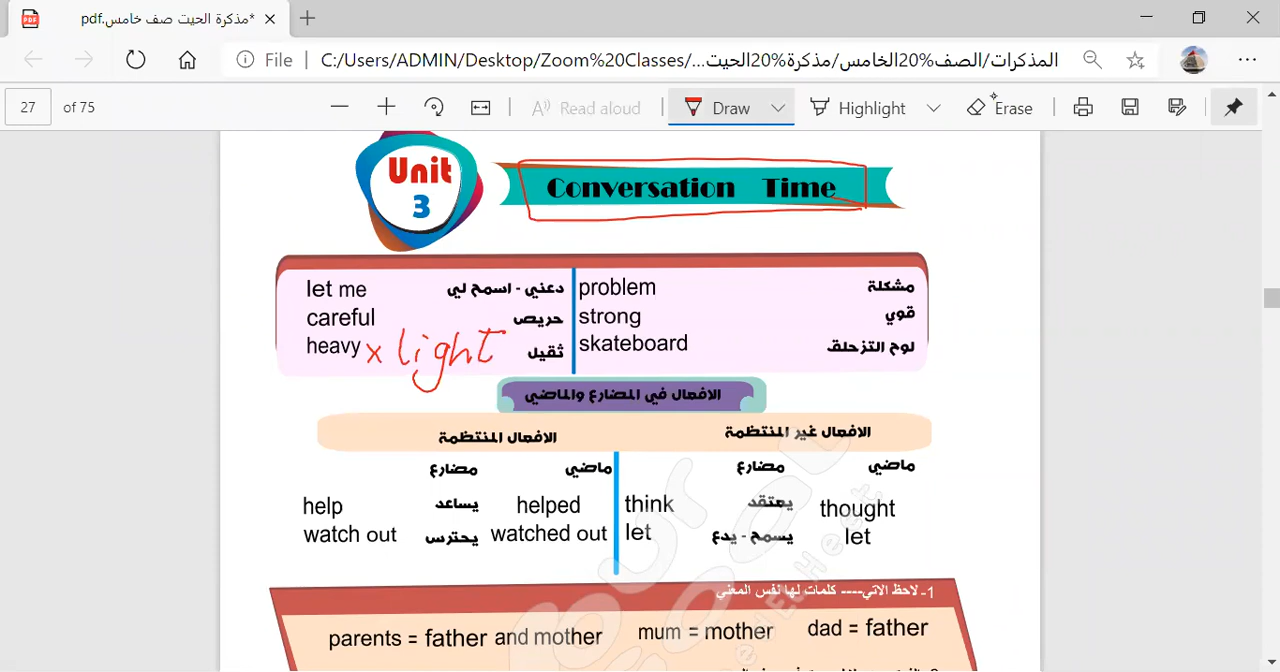 *مذكرة الحيت صف خامس.pdf
File
C:/Users/ADMIN/Desktop/Zoom%20Classes/المذكرات/الصف%20الخامس/مذكرة%20الحيت...
27 of 75
Read aloud
Draw
Highlight
Erase
Unit 3
Conversation Time
let me دعني - اسمح لي problem مشكلة
careful حريص strong قوي
heavy x light ثقيل skateboard لوح التزحلق
الافعال في المضارع والماضي
الافعال المنتظمة الافعال غير المنتظمة
مضارع ماضي مضارع ماضي
help يساعد helped think يعتقد thought
watch out يحترس watched out let يسمح - يدع let
1- لاحظ الاتي---- كلمات لها نفس المعني
parents = father and mother mum = mother dad = father